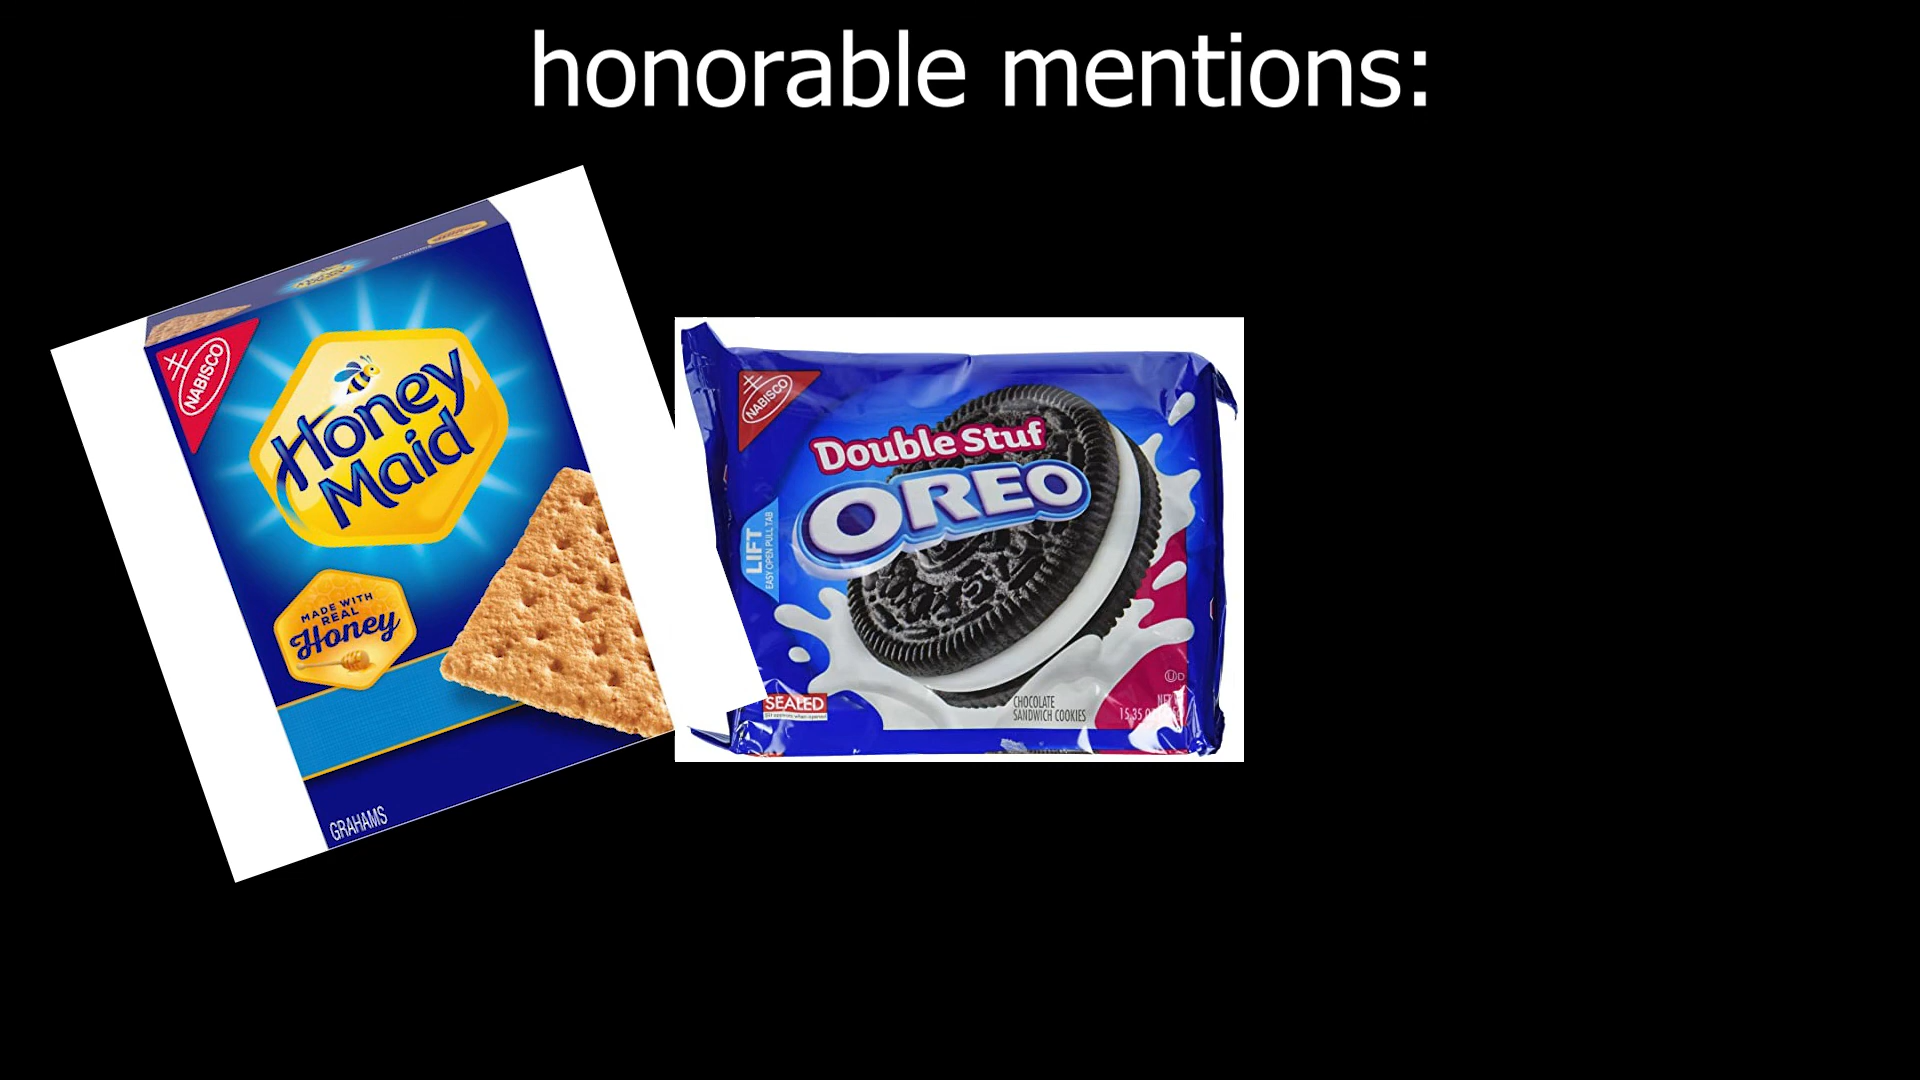 honorable mentions:
NABISCO
Honey
Maid
MADE WITH
REAL
Honey
GRAHAMS
NABISCO
Double Stuf
OREO
LIFT
EASY OPEN PULL TAB
SEALED
CHOCOLATE
SANDWICH COOKIES